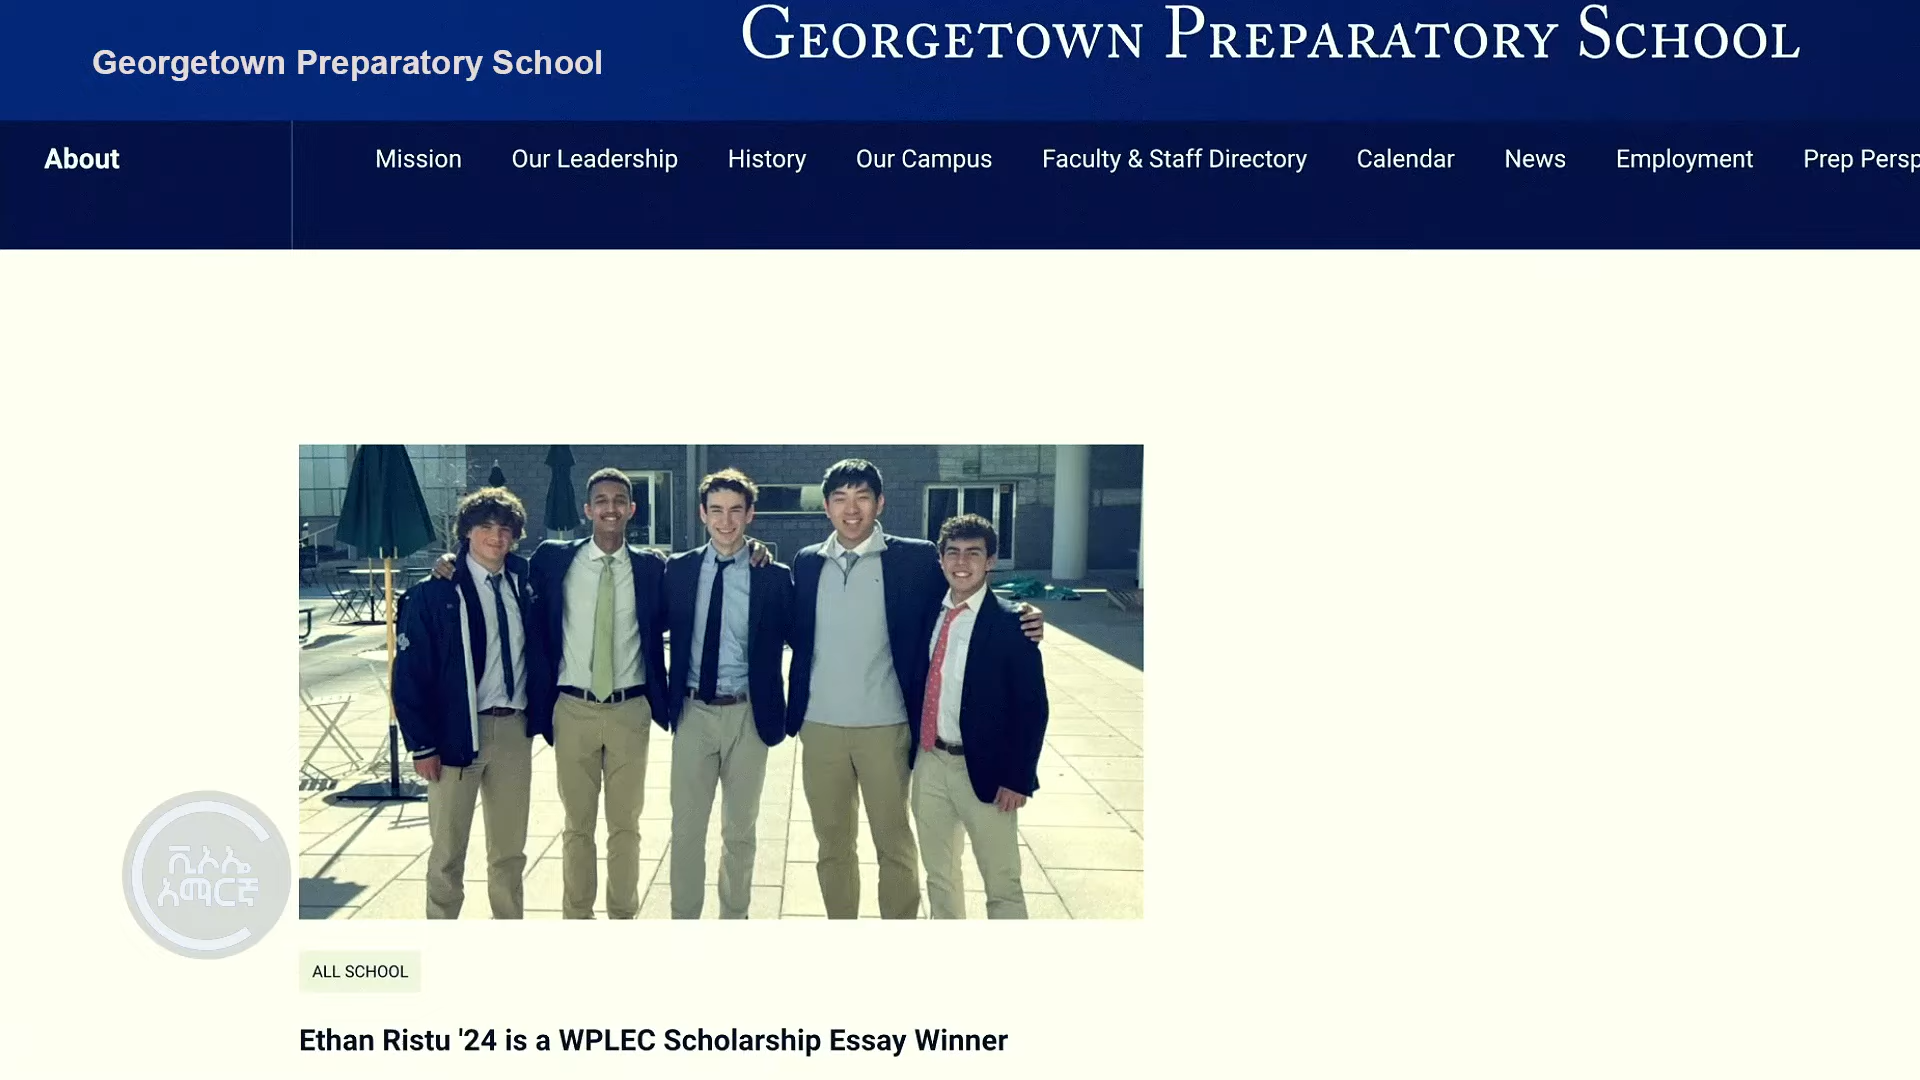 GEORGETOWN PREPARATORY SCHOOL
Georgetown Preparatory School
About
Mission
Our Leadership
History
Our Campus
Faculty & Staff Directory
Calendar
News
Employment
Prep Persp
ቪኦኤ
አማርኛ
ALL SCHOOL
Ethan Ristu '24 is a WPLEC Scholarship Essay Winner